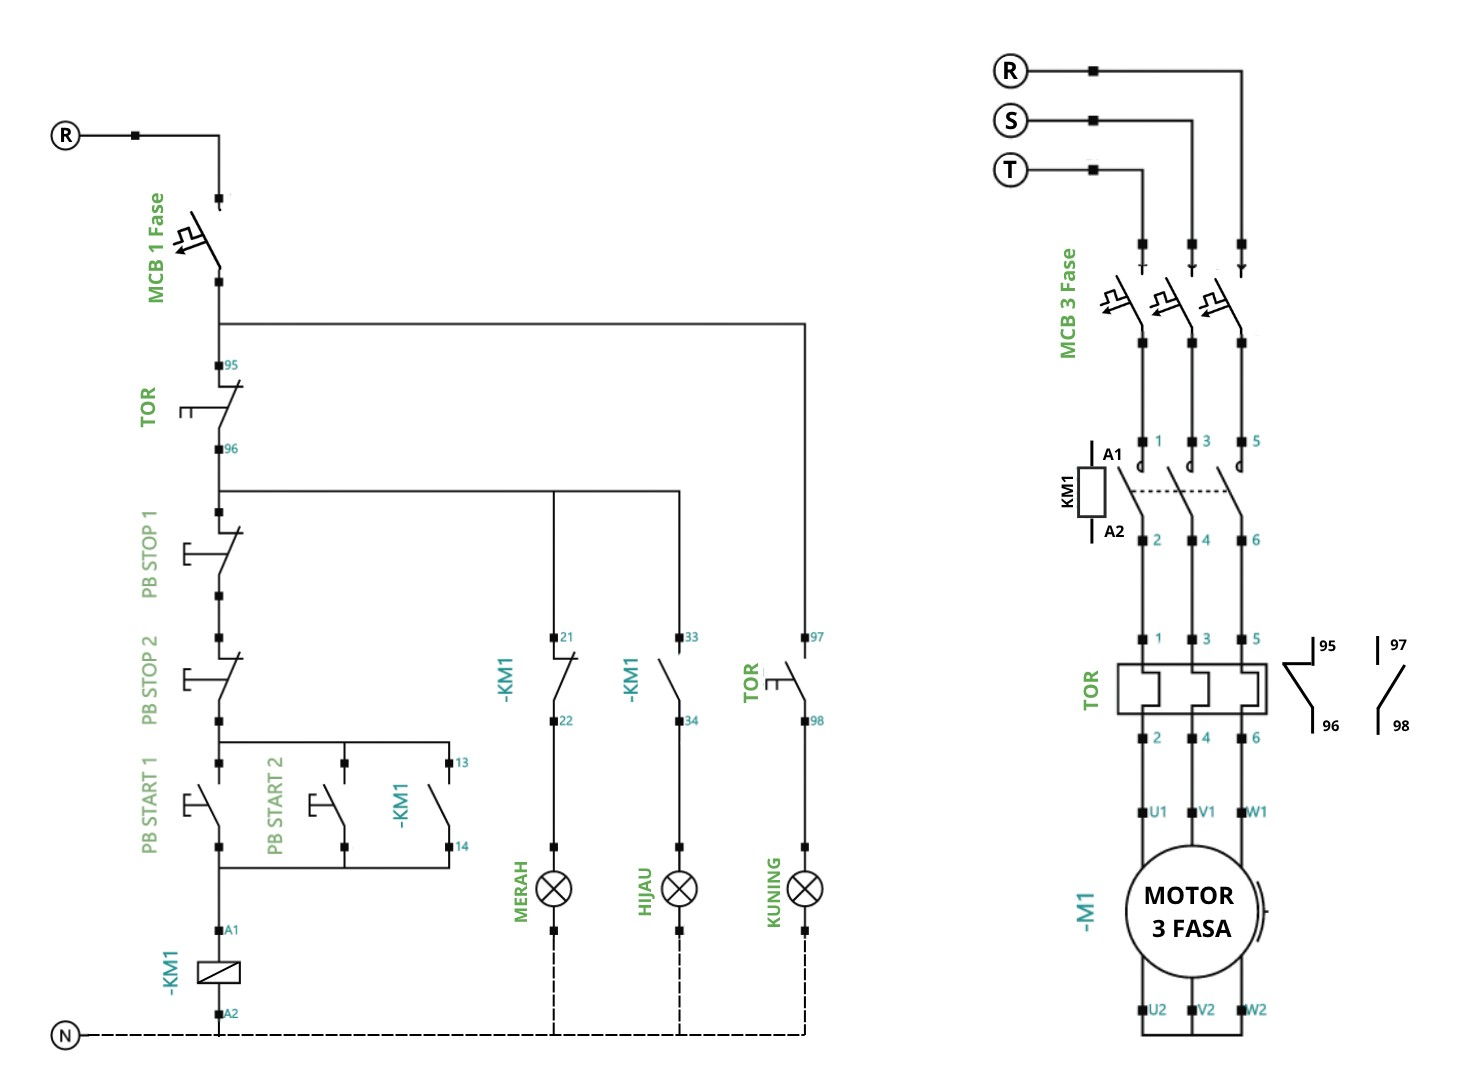 R
MCB 1 Fase
95
TOR
96
PB STOP 1
PB STOP 2
PB START 1
PB START 2
-KM1
13
14
A1
-KM1
A2
N
21
-KM1
22
MERAH
33
-KM1
34
HIJAU
97
TOR
98
KUNING
R
S
T
MCB 3 Fase
1 3 5
A1
KM1
A2
2 4 6
1 3 5
TOR
2 4 6
95 97
96 98
U1 V1 W1
-M1
MOTOR
3 FASA
U2 V2 W2